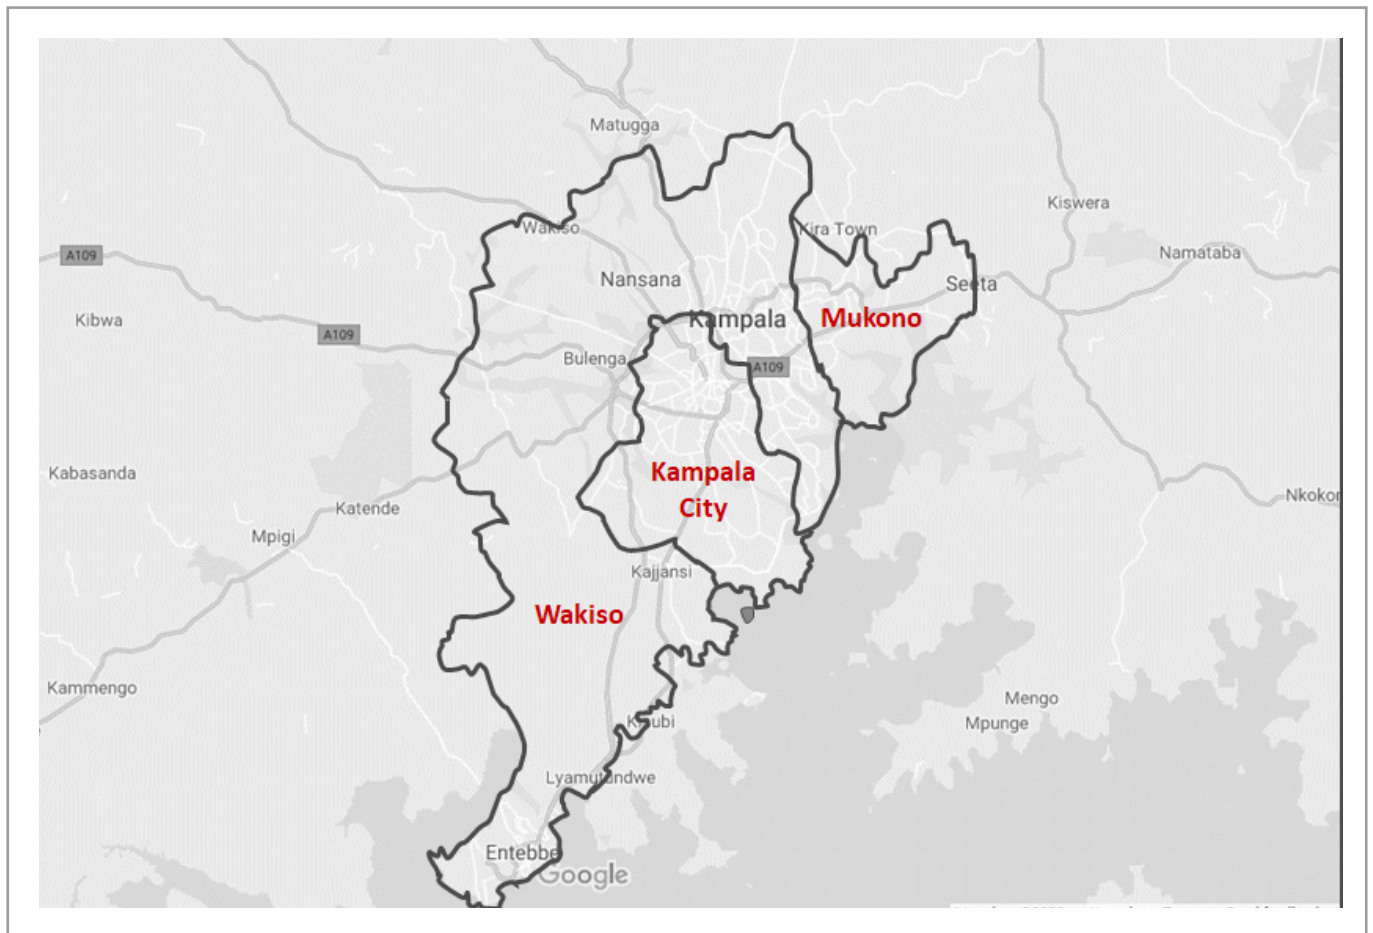 Matugga
Kiswera
Wakiso
Kira Town
A109
Namataba
Nansana
Seeta
Kibwa
Kampala
Mukono
A109
Bulenga
A109
Kabasanda
Kampala
City
Katende
Nkokor
Mpigi
Kajjansi
Wakiso
Kammengo
Mengo
Mpunge
Kisubi
Lyamutundwe
Entebbe
Google